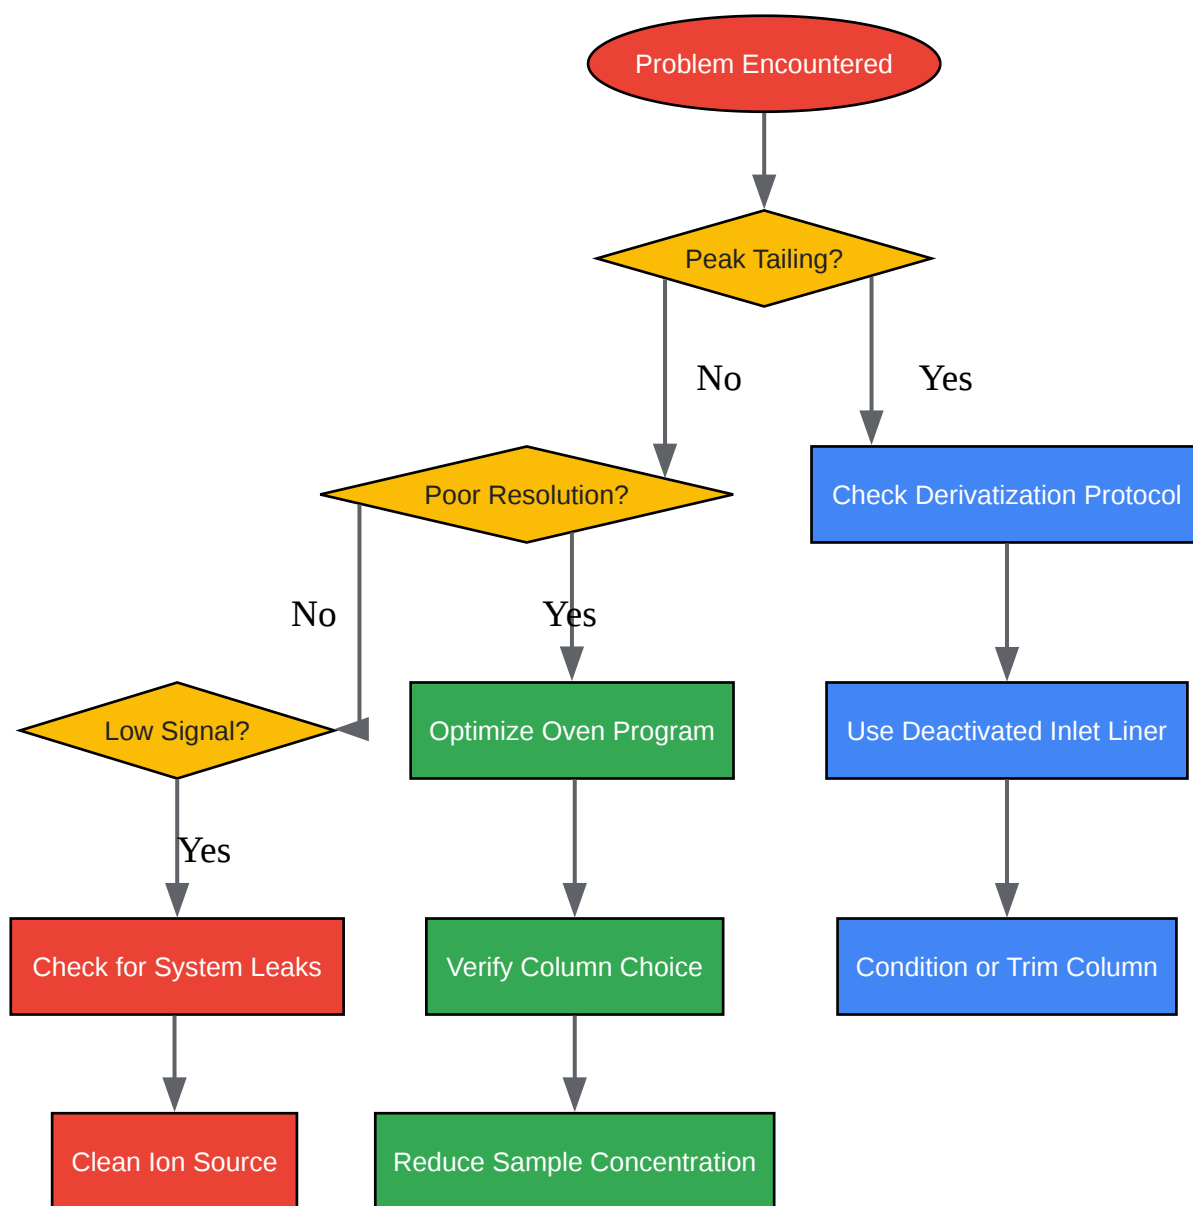 Problem Encountered
Peak Tailing?
No
Yes
Poor Resolution?
Check Derivatization Protocol
No
Yes
Low Signal?
Optimize Oven Program
Use Deactivated Inlet Liner
Yes
Check for System Leaks
Verify Column Choice
Condition or Trim Column
Clean Ion Source
Reduce Sample Concentration